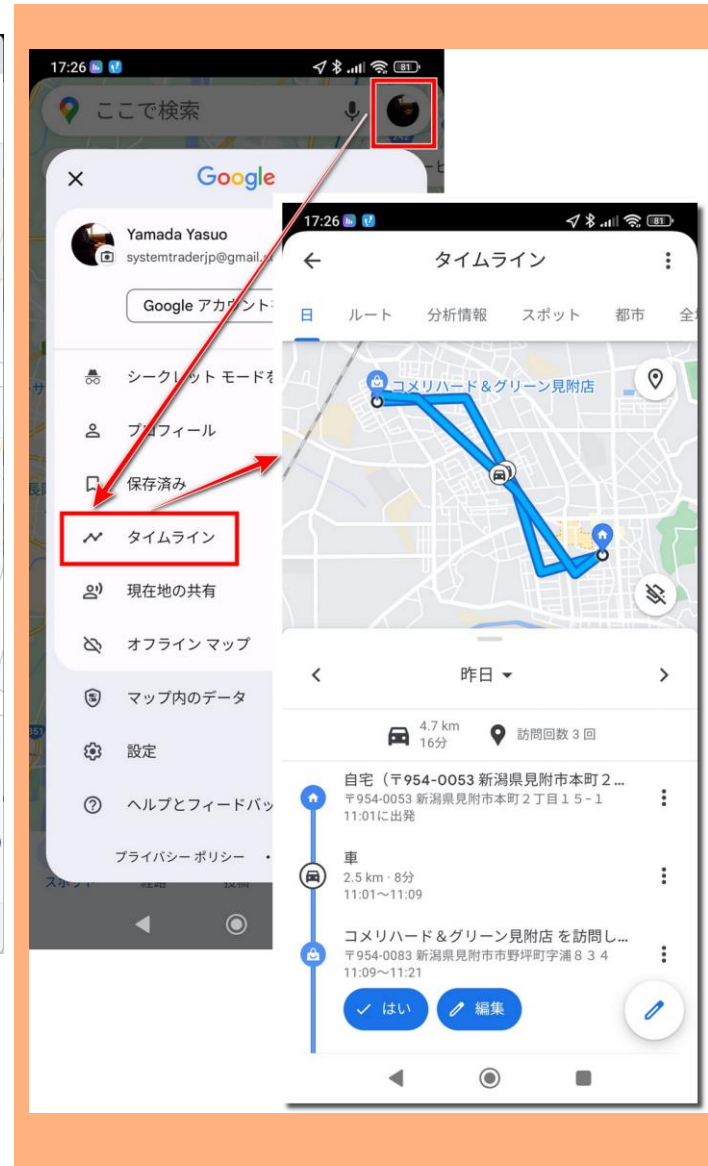 17:26
81
ここで検索
Google
Yamada Yasuo
systemtraderjp@gmail.
Google アカウント
シークレット モードを
プロフィール
保存済み
タイムライン
現在地の共有
オフライン マップ
マップ内のデータ
設定
ヘルプとフィードバッ
プライバシー ポリシー •
スポット 経路 投稿
17:26
81
タイムライン
日 ルート 分析情報 スポット 都市 全
コメリハード&グリーン見附店
昨日
4.7 km
16分
訪問回数 3 回
自宅（〒954-0053 新潟県見附市本町２...
〒954-0053 新潟県見附市本町２丁目１５−１
11:01に出発
車
2.5 km · 8分
11:01～11:09
コメリハード&グリーン見附店 を訪問し...
〒954-0083 新潟県見附市市野坪町字浦８３４
11:09～11:21
はい
編集